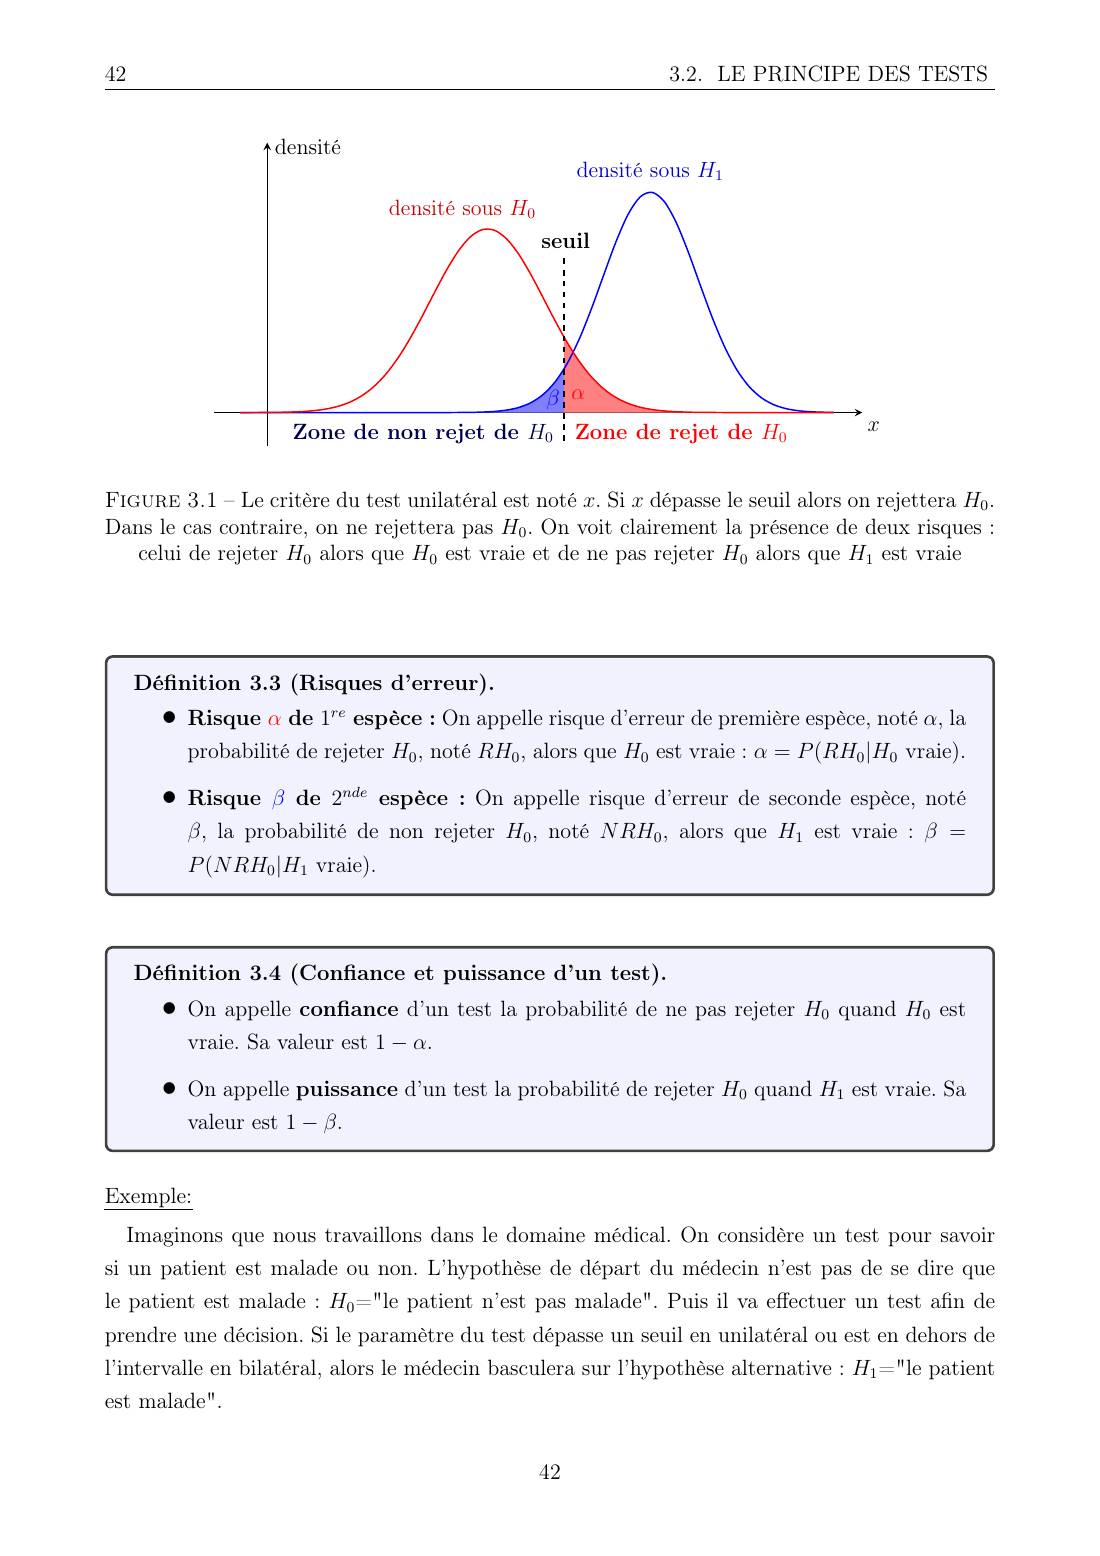 42
3.2. LE PRINCIPE DES TESTS
densité
densité sous H₁
densité sous H₀
seuil
β
α
Zone de non rejet de H₀
Zone de rejet de H₀
x
FIGURE 3.1 – Le critère du test unilatéral est noté x. Si x dépasse le seuil alors on rejettera H₀.
Dans le cas contraire, on ne rejettera pas H₀. On voit clairement la présence de deux risques :
celui de rejeter H₀ alors que H₀ est vraie et de ne pas rejeter H₀ alors que H₁ est vraie
Définition 3.3 (Risques d'erreur).
● Risque α de 1ʳᵉ espèce : On appelle risque d'erreur de première espèce, noté α, la
probabilité de rejeter H₀, noté RH₀, alors que H₀ est vraie : α = P(RH₀|H₀ vraie).
● Risque β de 2ⁿᵈᵉ espèce : On appelle risque d'erreur de seconde espèce, noté
β, la probabilité de non rejeter H₀, noté NRH₀, alors que H₁ est vraie : β =
P(NRH₀|H₁ vraie).
Définition 3.4 (Confiance et puissance d'un test).
● On appelle confiance d'un test la probabilité de ne pas rejeter H₀ quand H₀ est
vraie. Sa valeur est 1 − α.
● On appelle puissance d'un test la probabilité de rejeter H₀ quand H₁ est vraie. Sa
valeur est 1 − β.
Exemple:
Imaginons que nous travaillons dans le domaine médical. On considère un test pour savoir
si un patient est malade ou non. L'hypothèse de départ du médecin n'est pas de se dire que
le patient est malade : H₀="le patient n'est pas malade". Puis il va effectuer un test afin de
prendre une décision. Si le paramètre du test dépasse un seuil en unilatéral ou est en dehors de
l'intervalle en bilatéral, alors le médecin basculera sur l'hypothèse alternative : H₁="le patient
est malade".
42